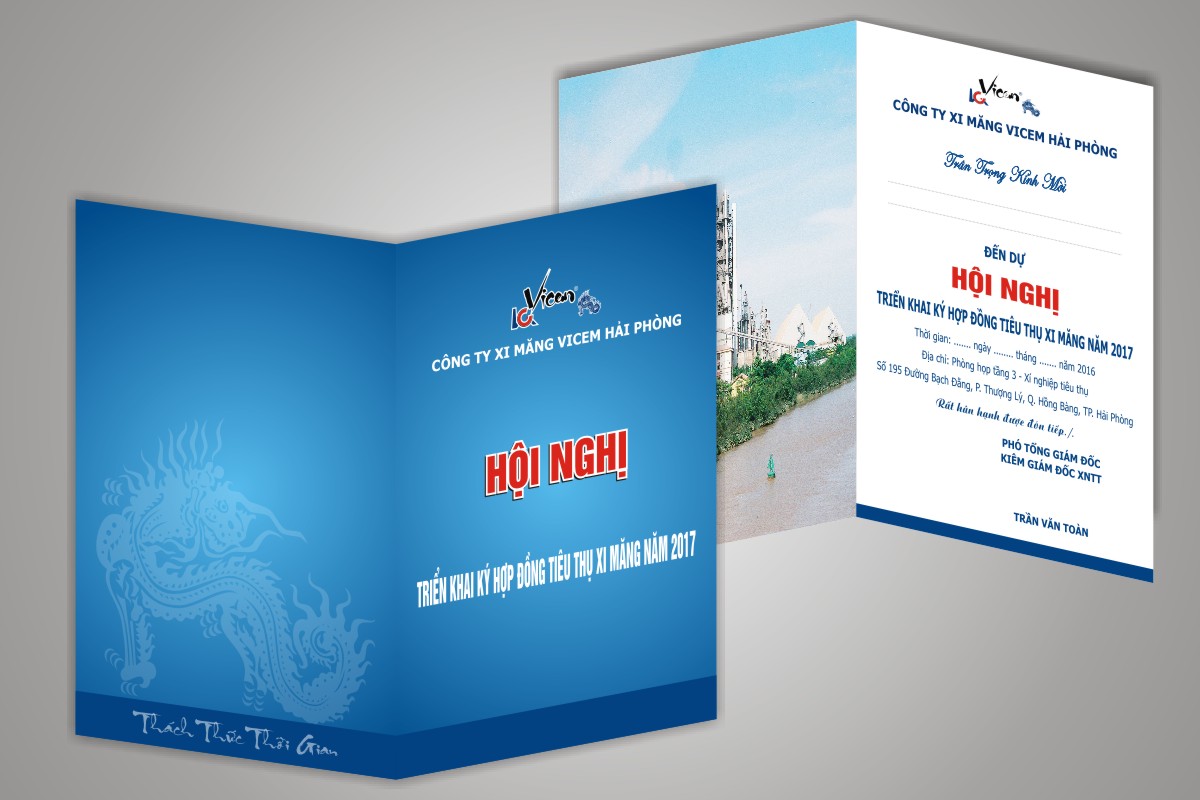 Vicem
CÔNG TY XI MĂNG VICEM HẢI PHÒNG
HỘI NGHỊ
TRIỂN KHAI KÝ HỢP ĐỒNG TIÊU THỤ XI MĂNG NĂM 2017
Thách Thức Thời Gian
Vicem
CÔNG TY XI MĂNG VICEM HẢI PHÒNG
Trân Trọng Kính Mời
ĐẾN DỰ
HỘI NGHỊ
TRIỂN KHAI KÝ HỢP ĐỒNG TIÊU THỤ XI MĂNG NĂM 2017
Thời gian: ....... ngày ........ tháng ....... năm 2016
Địa chỉ: Phòng họp tầng 3 - Xí nghiệp tiêu thụ
Số 195 Đường Bạch Đằng, P. Thượng Lý, Q. Hồng Bàng, TP. Hải Phòng
Rất hân hạnh được đón tiếp./.
PHÓ TỔNG GIÁM ĐỐC
KIÊM GIÁM ĐỐC XNTT
TRẦN VĂN TOÀN